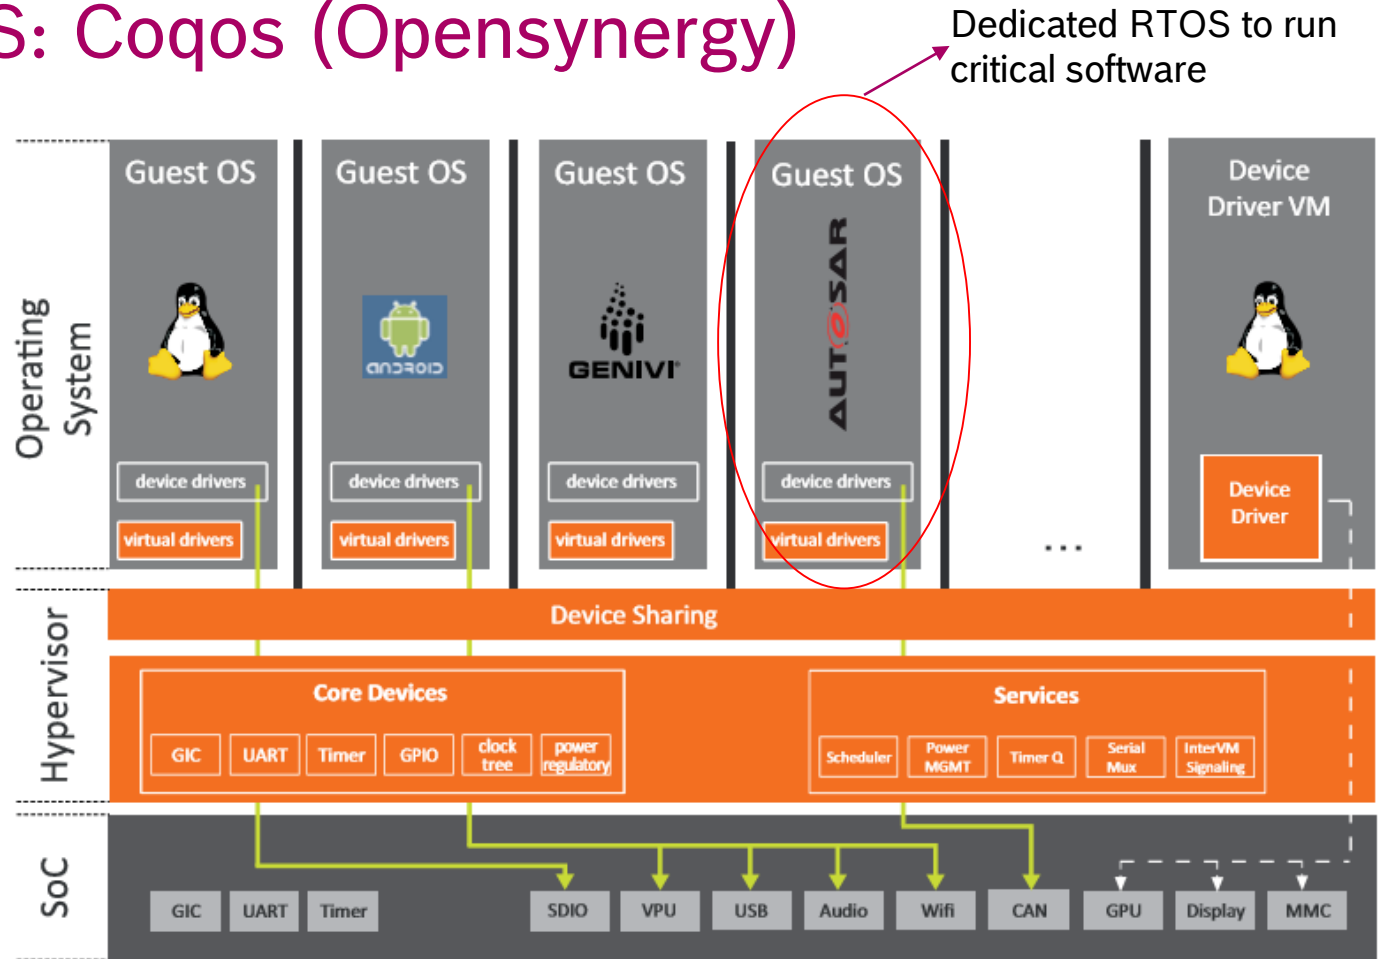 S: Coqos (Opensynergy)
Dedicated RTOS to run
critical software
Operating
System
Guest OS
device drivers
virtual drivers
Guest OS
ANDROID
device drivers
virtual drivers
Guest OS
GENIVI®
device drivers
virtual drivers
Guest OS
AUTOSAR
device drivers
virtual drivers
...
Device
Driver VM
Device
Driver
Hypervisor
Device Sharing
Core Devices
GIC
UART
Timer
GPIO
clock
tree
power
regulatory
Services
Scheduler
Power
MGMT
Timer Q
Serial
Mux
InterVM
Signaling
SoC
GIC
UART
Timer
SDIO
VPU
USB
Audio
Wifi
CAN
GPU
Display
MMC